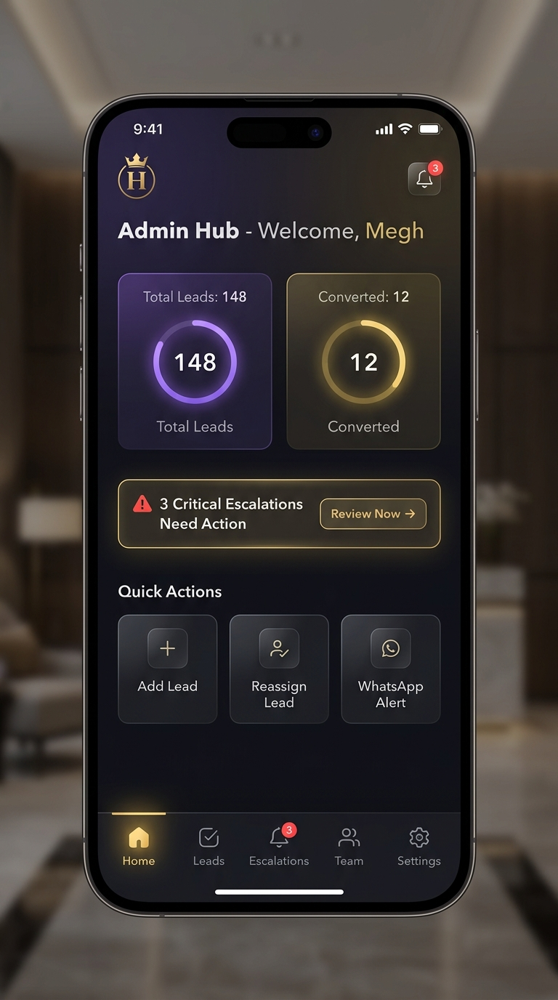 9:41
H
3
Admin Hub - Welcome, Megh
Total Leads: 148
148
Total Leads
Converted: 12
12
Converted
3 Critical Escalations
Need Action
Review Now →
Quick Actions
Add Lead
Reassign
Lead
WhatsApp
Alert
3
Home
Leads
Escalations
Team
Settings